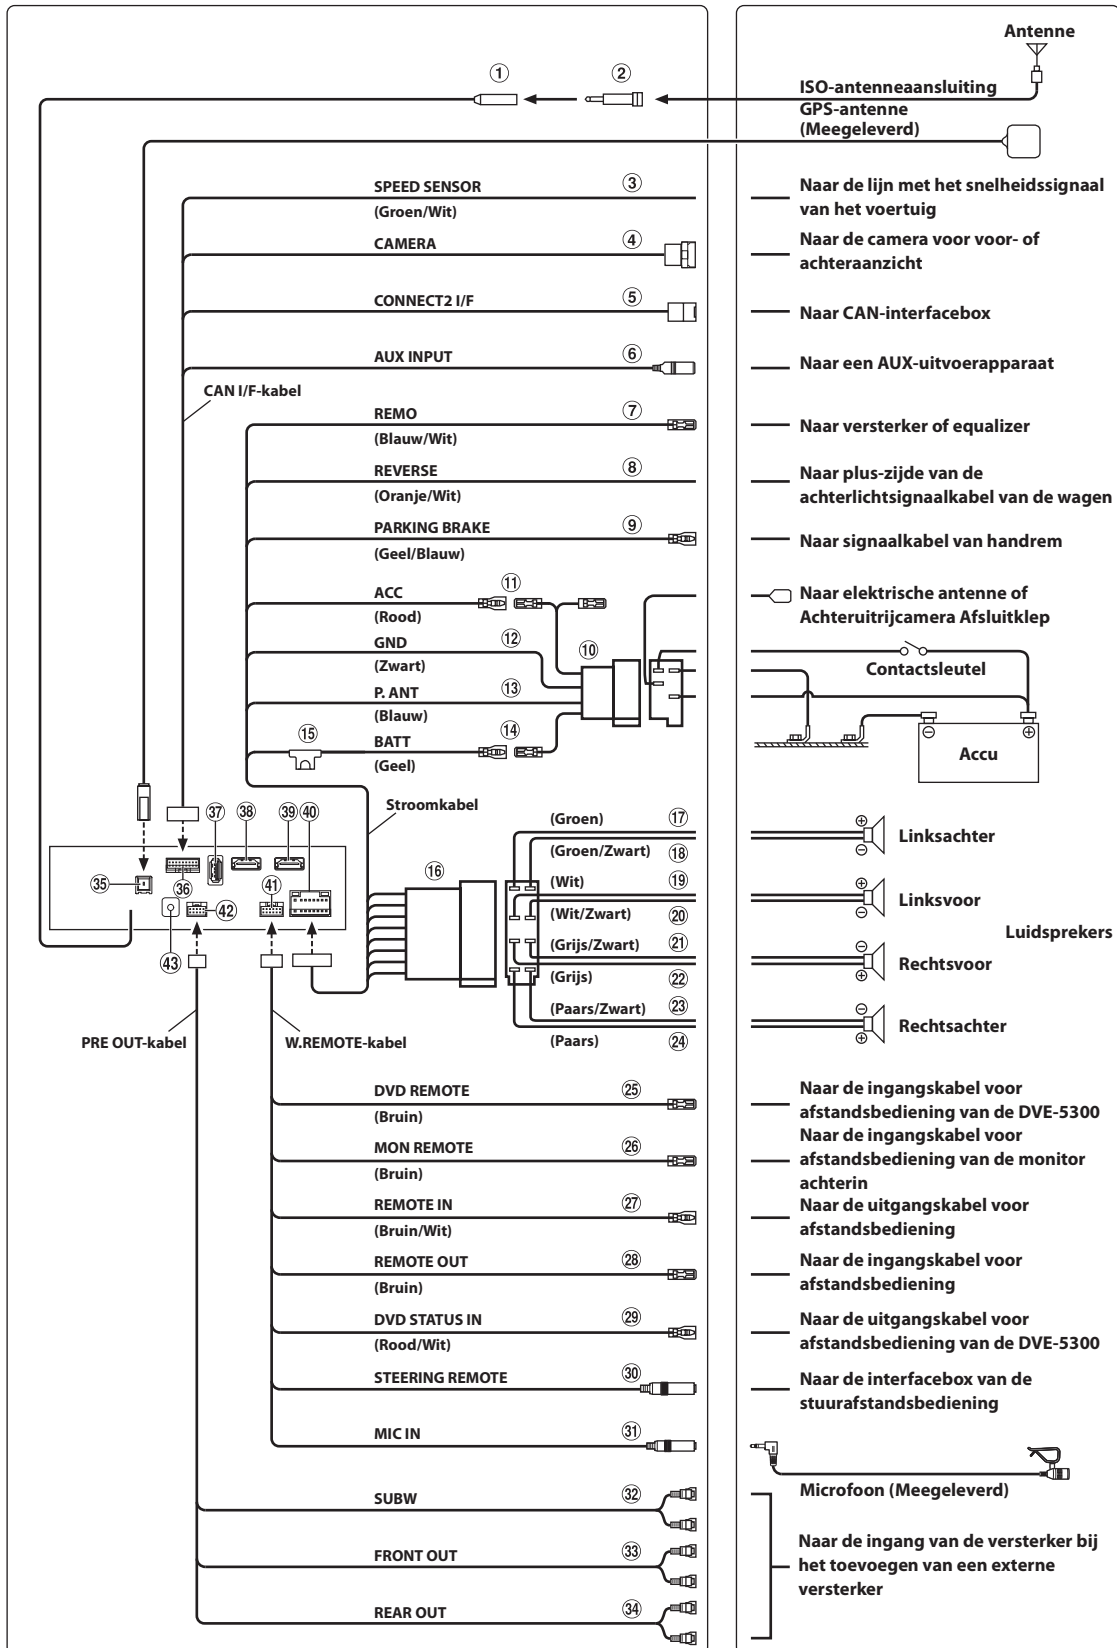 Antenne
① ②
ISO-antenneaansluiting
GPS-antenne
(Meegeleverd)
SPEED SENSOR ③
(Groen/Wit)
Naar de lijn met het snelheidssignaal
van het voertuig
CAMERA ④
Naar de camera voor voor- of
achteraanzicht
CONNECT2 I/F ⑤
Naar CAN-interfacebox
AUX INPUT ⑥
Naar een AUX-uitvoerapparaat
CAN I/F-kabel
REMO ⑦
(Blauw/Wit)
Naar versterker of equalizer
REVERSE ⑧
(Oranje/Wit)
Naar plus-zijde van de
achterlichtsignaalkabel van de wagen
PARKING BRAKE ⑨
(Geel/Blauw)
Naar signaalkabel van handrem
ACC ⑪
(Rood)
Naar elektrische antenne of
Achteruitrijcamera Afsluitklep
GND ⑫ ⑩
(Zwart)
Contactsleutel
P. ANT ⑬
(Blauw)
⑮ BATT ⑭
(Geel)
⊖ ⊕
Accu
Stroomkabel
㊲ ㊳ ㊴ ㊵
㉟ ㊱ ㊶ ㊷ ㊸
⑯
(Groen) ⑰
(Groen/Zwart) ⑱
⊕
⊖
Linksachter
(Wit) ⑲
(Wit/Zwart) ⑳
⊕
⊖
Linksvoor
Luidsprekers
(Grijs/Zwart) ㉑
(Grijs) ㉒
⊖
⊕
Rechtsvoor
(Paars/Zwart) ㉓
(Paars) ㉔
⊖
⊕
Rechtsachter
PRE OUT-kabel
W.REMOTE-kabel
DVD REMOTE ㉕
(Bruin)
Naar de ingangskabel voor
afstandsbediening van de DVE-5300
MON REMOTE ㉖
(Bruin)
Naar de ingangskabel voor
afstandsbediening van de monitor
achterin
REMOTE IN ㉗
(Bruin/Wit)
Naar de uitgangskabel voor
afstandsbediening
REMOTE OUT ㉘
(Bruin)
Naar de ingangskabel voor
afstandsbediening
DVD STATUS IN ㉙
(Rood/Wit)
Naar de uitgangskabel voor
afstandsbediening van de DVE-5300
STEERING REMOTE ㉚
Naar de interfacebox van de
stuurafstandsbediening
MIC IN ㉛
Microfoon (Meegeleverd)
SUBW ㉜
FRONT OUT ㉝
REAR OUT ㉞
Naar de ingang van de versterker bij
het toevoegen van een externe
versterker